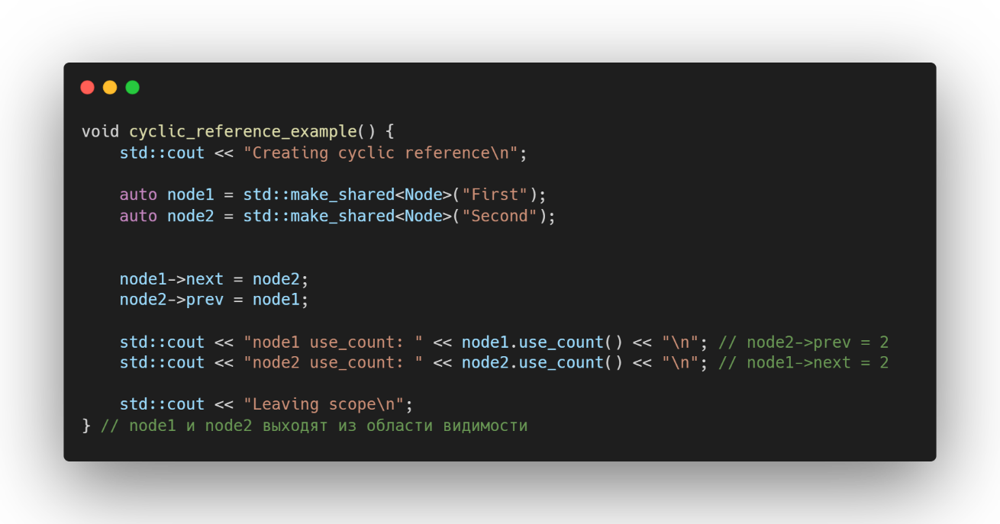 void cyclic_reference_example() {
    std::cout << "Creating cyclic reference\n";
    auto node1 = std::make_shared<Node>("First");
    auto node2 = std::make_shared<Node>("Second");
    node1->next = node2;
    node2->prev = node1;
    std::cout << "node1 use_count: " << node1.use_count() << "\n"; // node2->prev = 2
    std::cout << "node2 use_count: " << node2.use_count() << "\n"; // node1->next = 2
    std::cout << "Leaving scope\n";
} // node1 и node2 выходят из области видимости